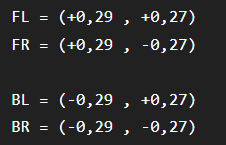 FL = (+0,29 , +0,27)
FR = (+0,29 , -0,27)
BL = (-0,29 , +0,27)
BR = (-0,29 , -0,27)